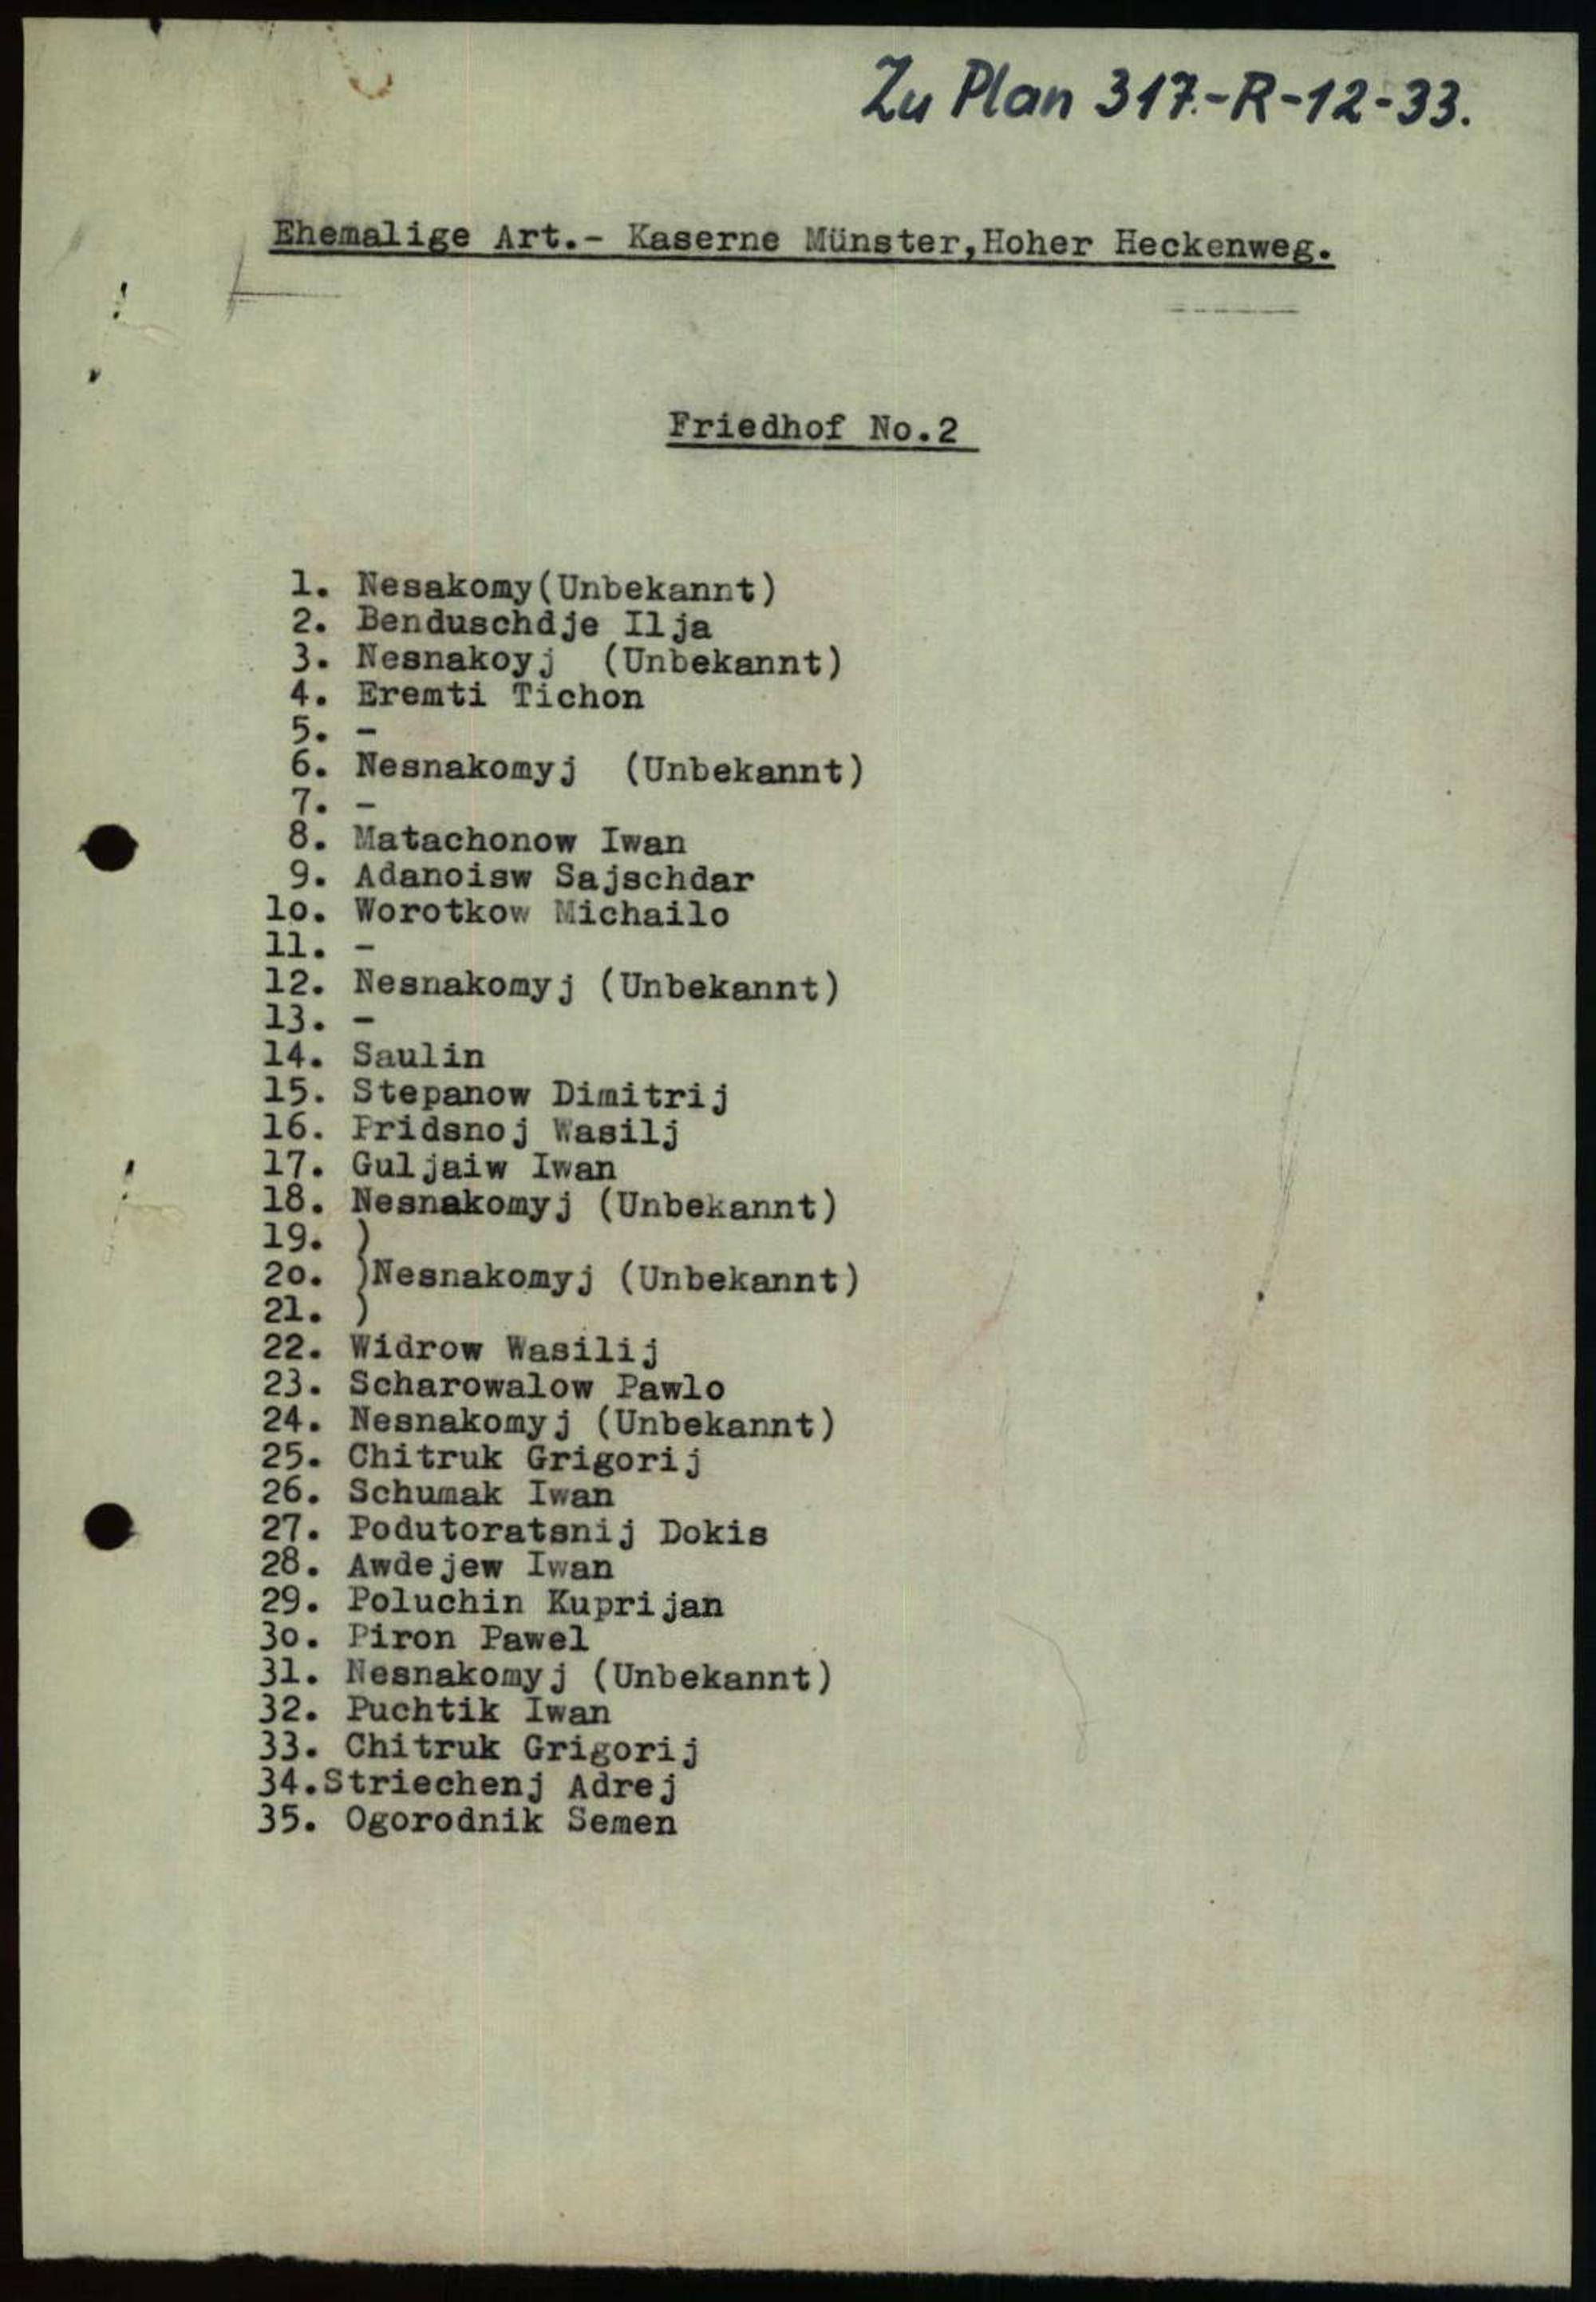 Zu Plan 317.-R-12-33.
Ehemalige Art.- Kaserne Münster,Hoher Heckenweg.
Friedhof No.2
1. Nesakomy(Unbekannt)
2. Benduschdje Ilja
3. Nesnakoyj (Unbekannt)
4. Eremti Tichon
5. -
6. Nesnakomyj (Unbekannt)
7. -
8. Matachonow Iwan
9. Adanoisw Sajschdar
lo. Worotkow Michailo
11. -
12. Nesnakomyj (Unbekannt)
13. -
14. Saulin
15. Stepanow Dimitrij
16. Pridsnoj Wasilj
17. Guljaiw Iwan
18. Nesnakomyj (Unbekannt)
19. )
2o. )Nesnakomyj (Unbekannt)
21. )
22. Widrow Wasilij
23. Scharowalow Pawlo
24. Nesnakomyj (Unbekannt)
25. Chitruk Grigorij
26. Schumak Iwan
27. Podutoratsnij Dokis
28. Awdejew Iwan
29. Poluchin Kuprijan
3o. Piron Pawel
31. Nesnakomyj (Unbekannt)
32. Puchtik Iwan
33. Chitruk Grigorij
34.Striechenj Adrej
35. Ogorodnik Semen